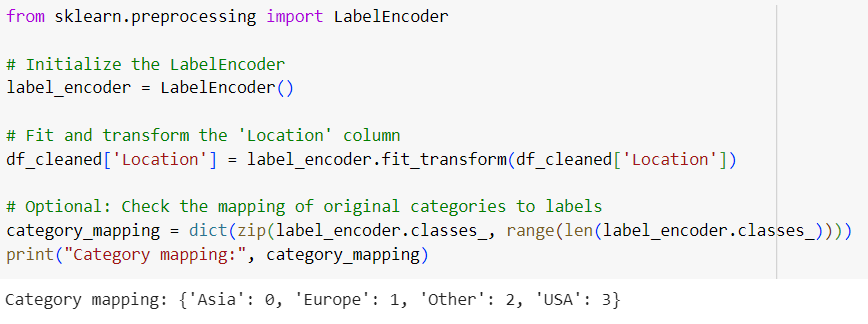 from sklearn.preprocessing import LabelEncoder
# Initialize the LabelEncoder
label_encoder = LabelEncoder()
# Fit and transform the 'Location' column
df_cleaned['Location'] = label_encoder.fit_transform(df_cleaned['Location'])
# Optional: Check the mapping of original categories to labels
category_mapping = dict(zip(label_encoder.classes_, range(len(label_encoder.classes_))))
print("Category mapping:", category_mapping)
Category mapping: {'Asia': 0, 'Europe': 1, 'Other': 2, 'USA': 3}